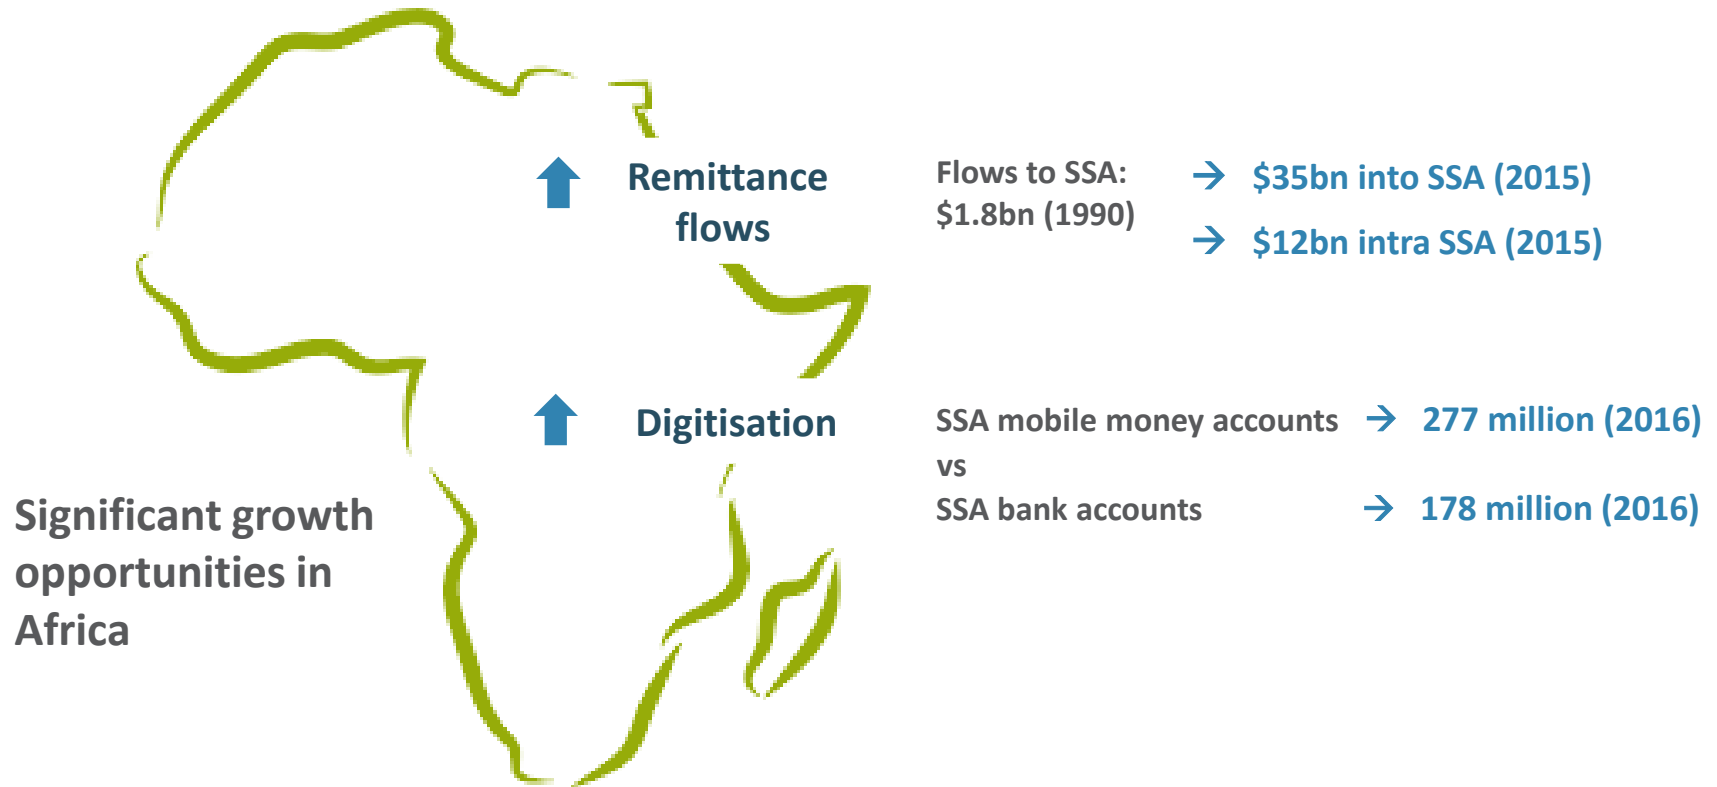 Remittance
flows
Flows to SSA:
$1.8bn (1990)
→ $35bn into SSA (2015)
→ $12bn intra SSA (2015)
Digitisation
SSA mobile money accounts → 277 million (2016)
vs
SSA bank accounts → 178 million (2016)
Significant growth
opportunities in
Africa